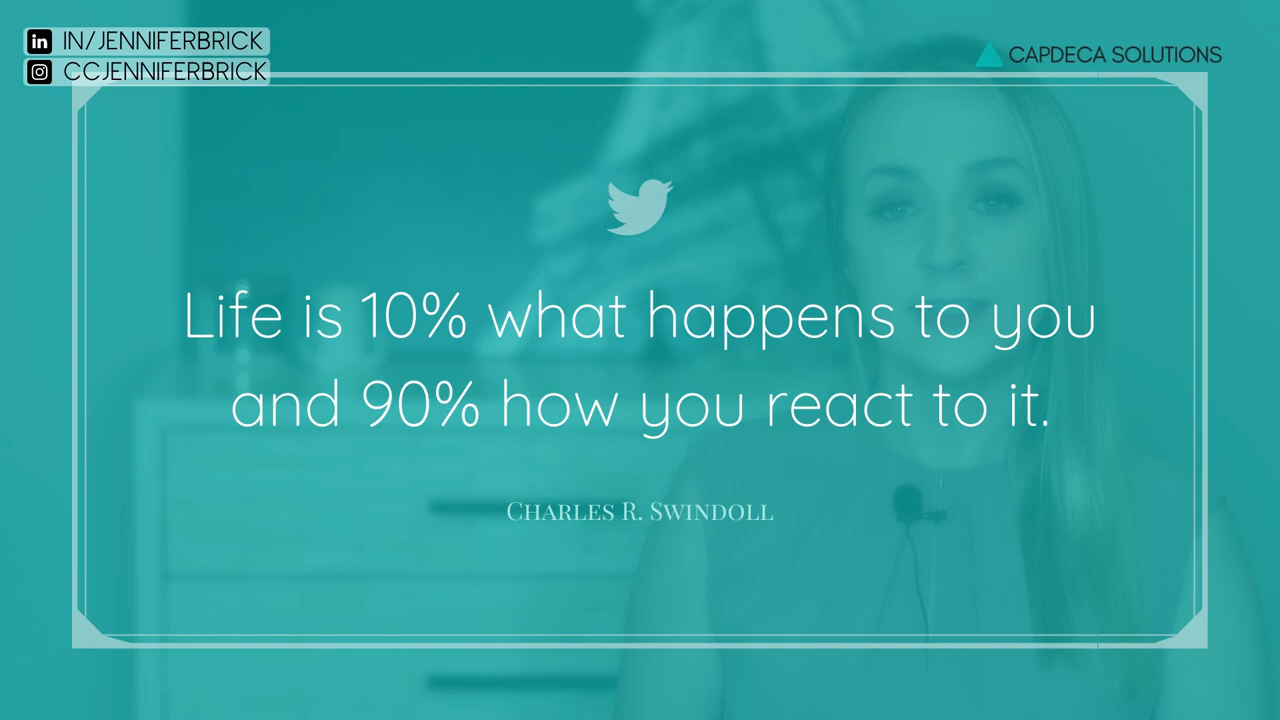 IN/JENNIFERBRICK
CCJENNIFERBRICK
CAPDECA SOLUTIONS
Life is 10% what happens to you
and 90% how you react to it.
Charles R. Swindoll